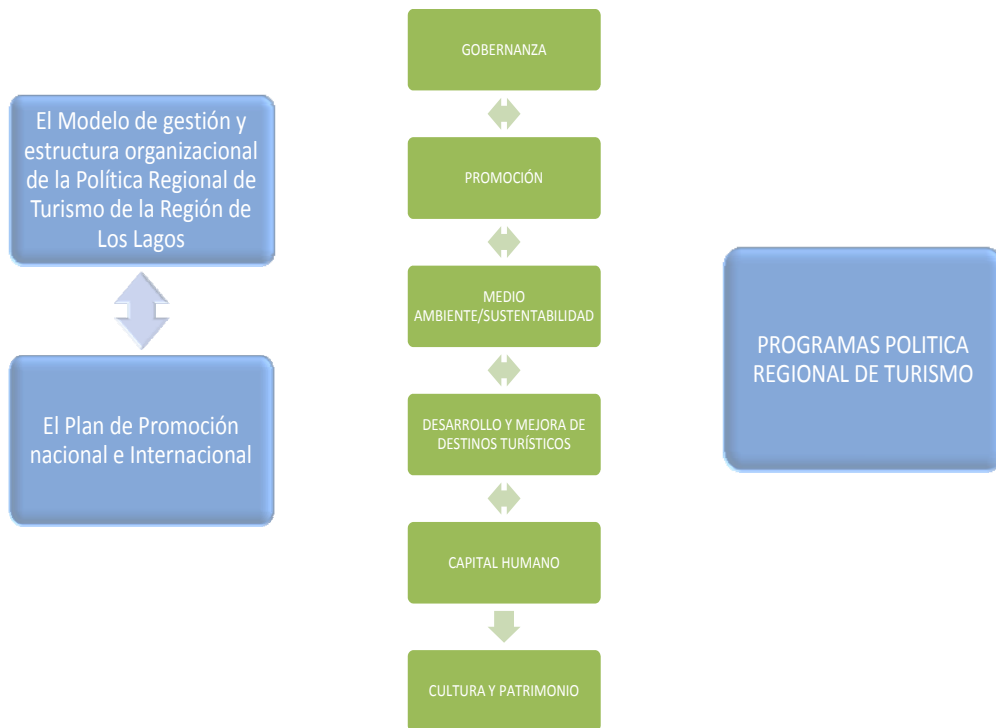 El Modelo de gestión y
estructura organizacional
de la Política Regional de
Turismo de la Región de
Los Lagos
El Plan de Promoción
nacional e Internacional
GOBERNANZA
PROMOCIÓN
MEDIO
AMBIENTE/SUSTENTABILIDAD
DESARROLLO Y MEJORA DE
DESTINOS TURÍSTICOS
CAPITAL HUMANO
CULTURA Y PATRIMONIO
PROGRAMAS POLITICA
REGIONAL DE TURISMO